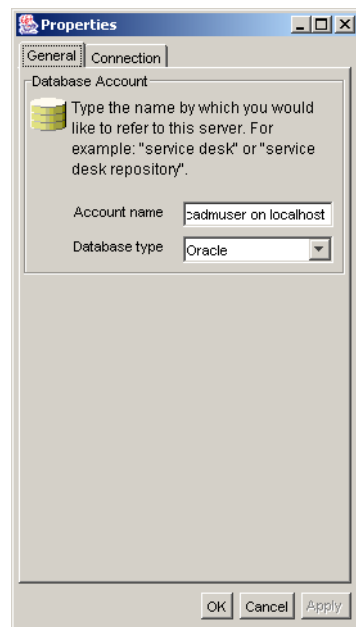 Properties
General Connection
Database Account
Type the name by which you would
like to refer to this server. For
example: "service desk" or "service
desk repository".
Account name
cadmuser on localhost
Database type
Oracle
OK Cancel Apply